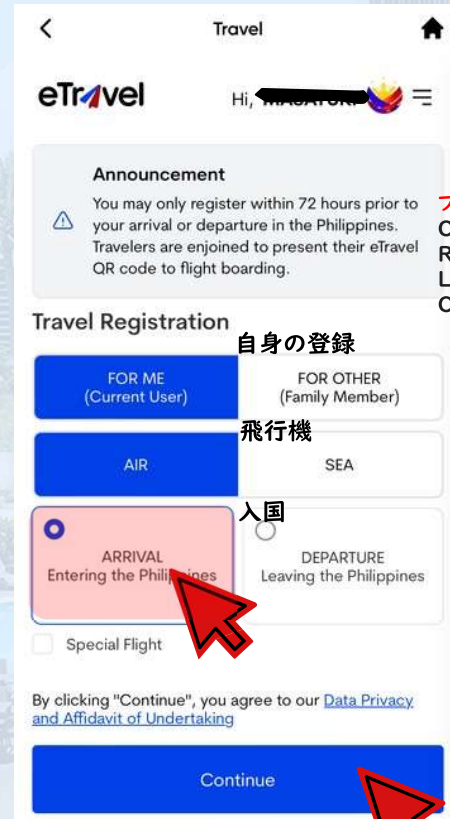 Travel
eTravel
Hi,
Announcement
You may only register within 72 hours prior to
your arrival or departure in the Philippines.
Travelers are enjoined to present their eTravel
QR code to flight boarding.
Travel Registration
自身の登録
FOR ME
(Current User)
FOR OTHER
(Family Member)
飛行機
AIR
SEA
入国
ARRIVAL
Entering the Philippines
DEPARTURE
Leaving the Philippines
Special Flight
By clicking "Continue", you agree to our Data Privacy
and Affidavit of Undertaking
Continue